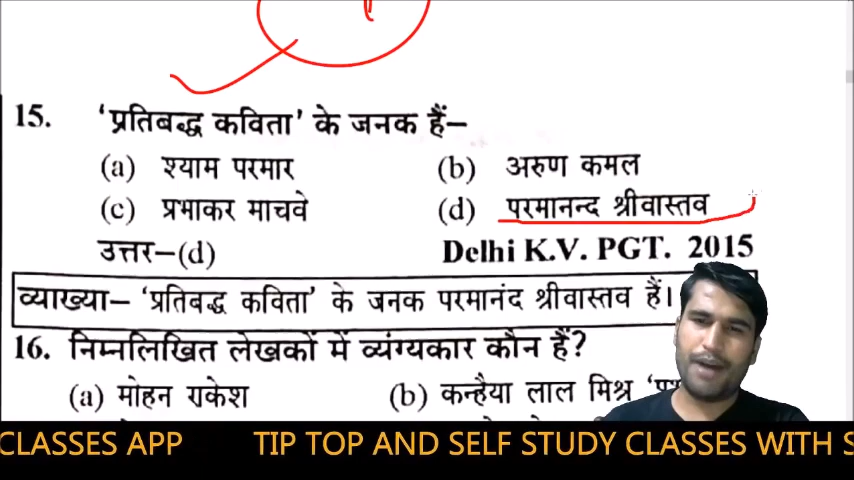 15. 'प्रतिबद्ध कविता' के जनक हैं–
(a) श्याम परमार (b) अरुण कमल
(c) प्रभाकर माचवे (d) परमानन्द श्रीवास्तव
उत्तर–(d) Delhi K.V. PGT. 2015
व्याख्या– 'प्रतिबद्ध कविता' के जनक परमानंद श्रीवास्तव हैं।
16. निम्नलिखित लेखकों में व्यंग्यकार कौन हैं?
(a) मोहन राकेश (b) कन्हैया लाल मिश्र
CLASSES APP TIP TOP AND SELF STUDY CLASSES WITH